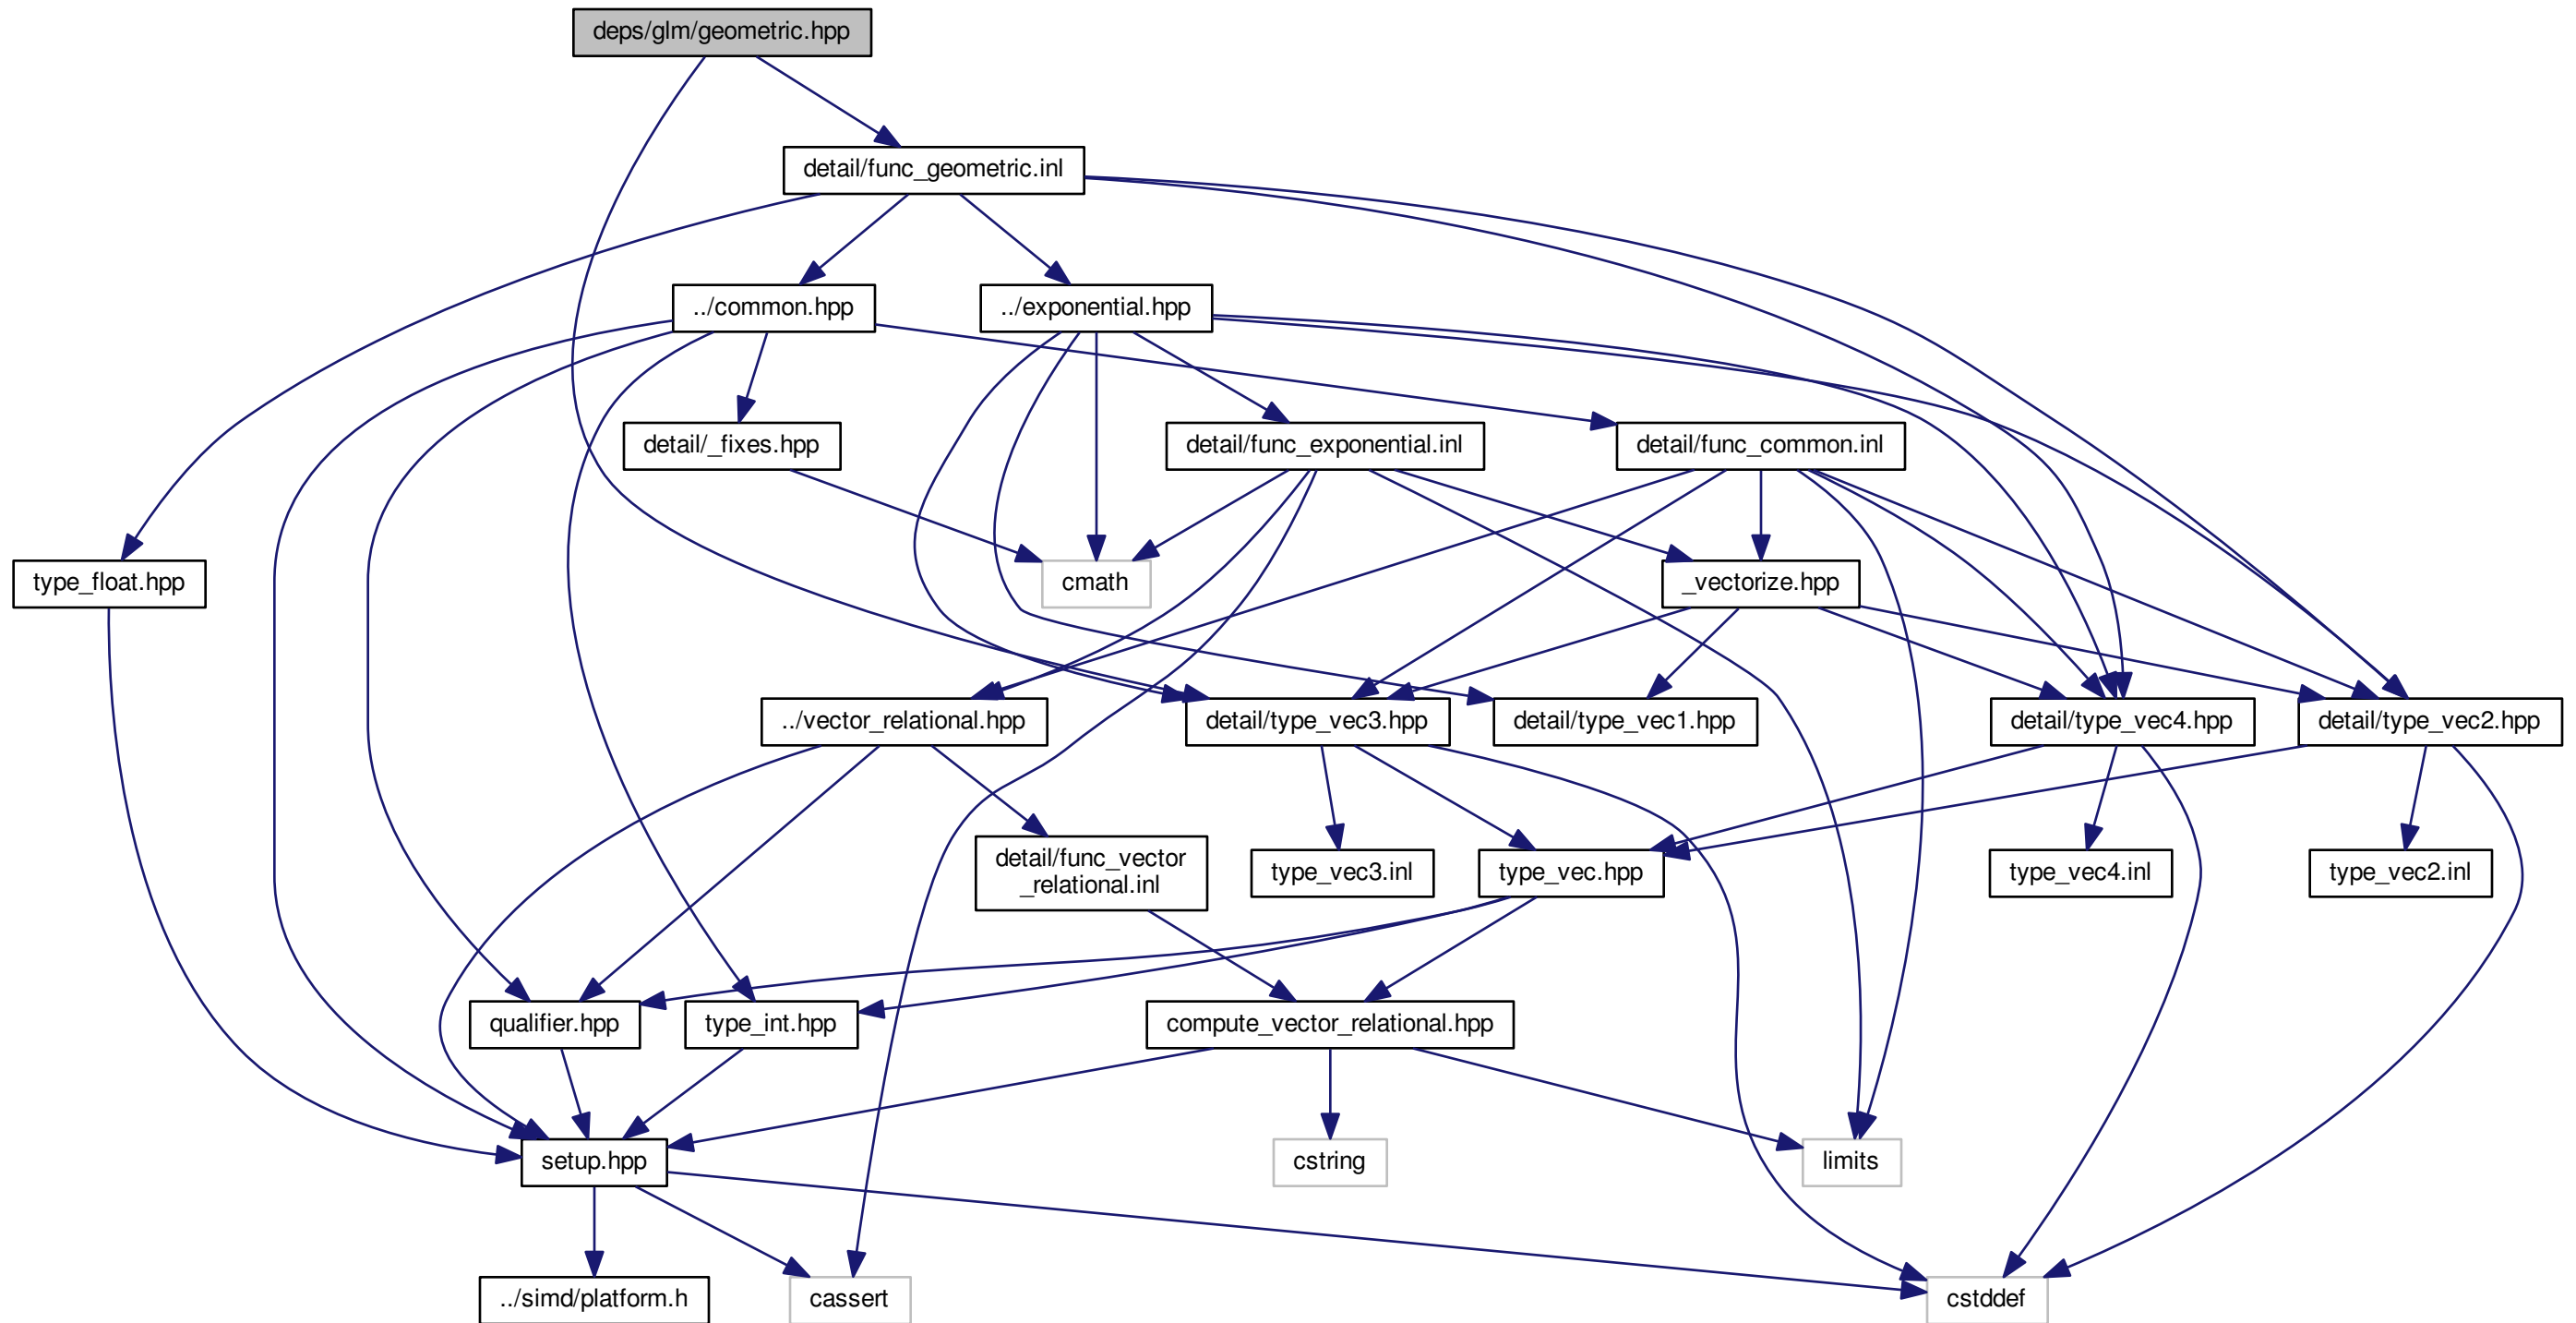 deps/glm/geometric.hpp
detail/func_geometric.inl
../common.hpp
../exponential.hpp
detail/_fixes.hpp
detail/func_exponential.inl
detail/func_common.inl
type_float.hpp
cmath
_vectorize.hpp
../vector_relational.hpp
detail/type_vec3.hpp
detail/type_vec1.hpp
detail/type_vec4.hpp
detail/type_vec2.hpp
detail/func_vector
_relational.inl
type_vec3.inl
type_vec.hpp
type_vec4.inl
type_vec2.inl
qualifier.hpp
type_int.hpp
compute_vector_relational.hpp
setup.hpp
cstring
limits
../simd/platform.h
cassert
cstddef